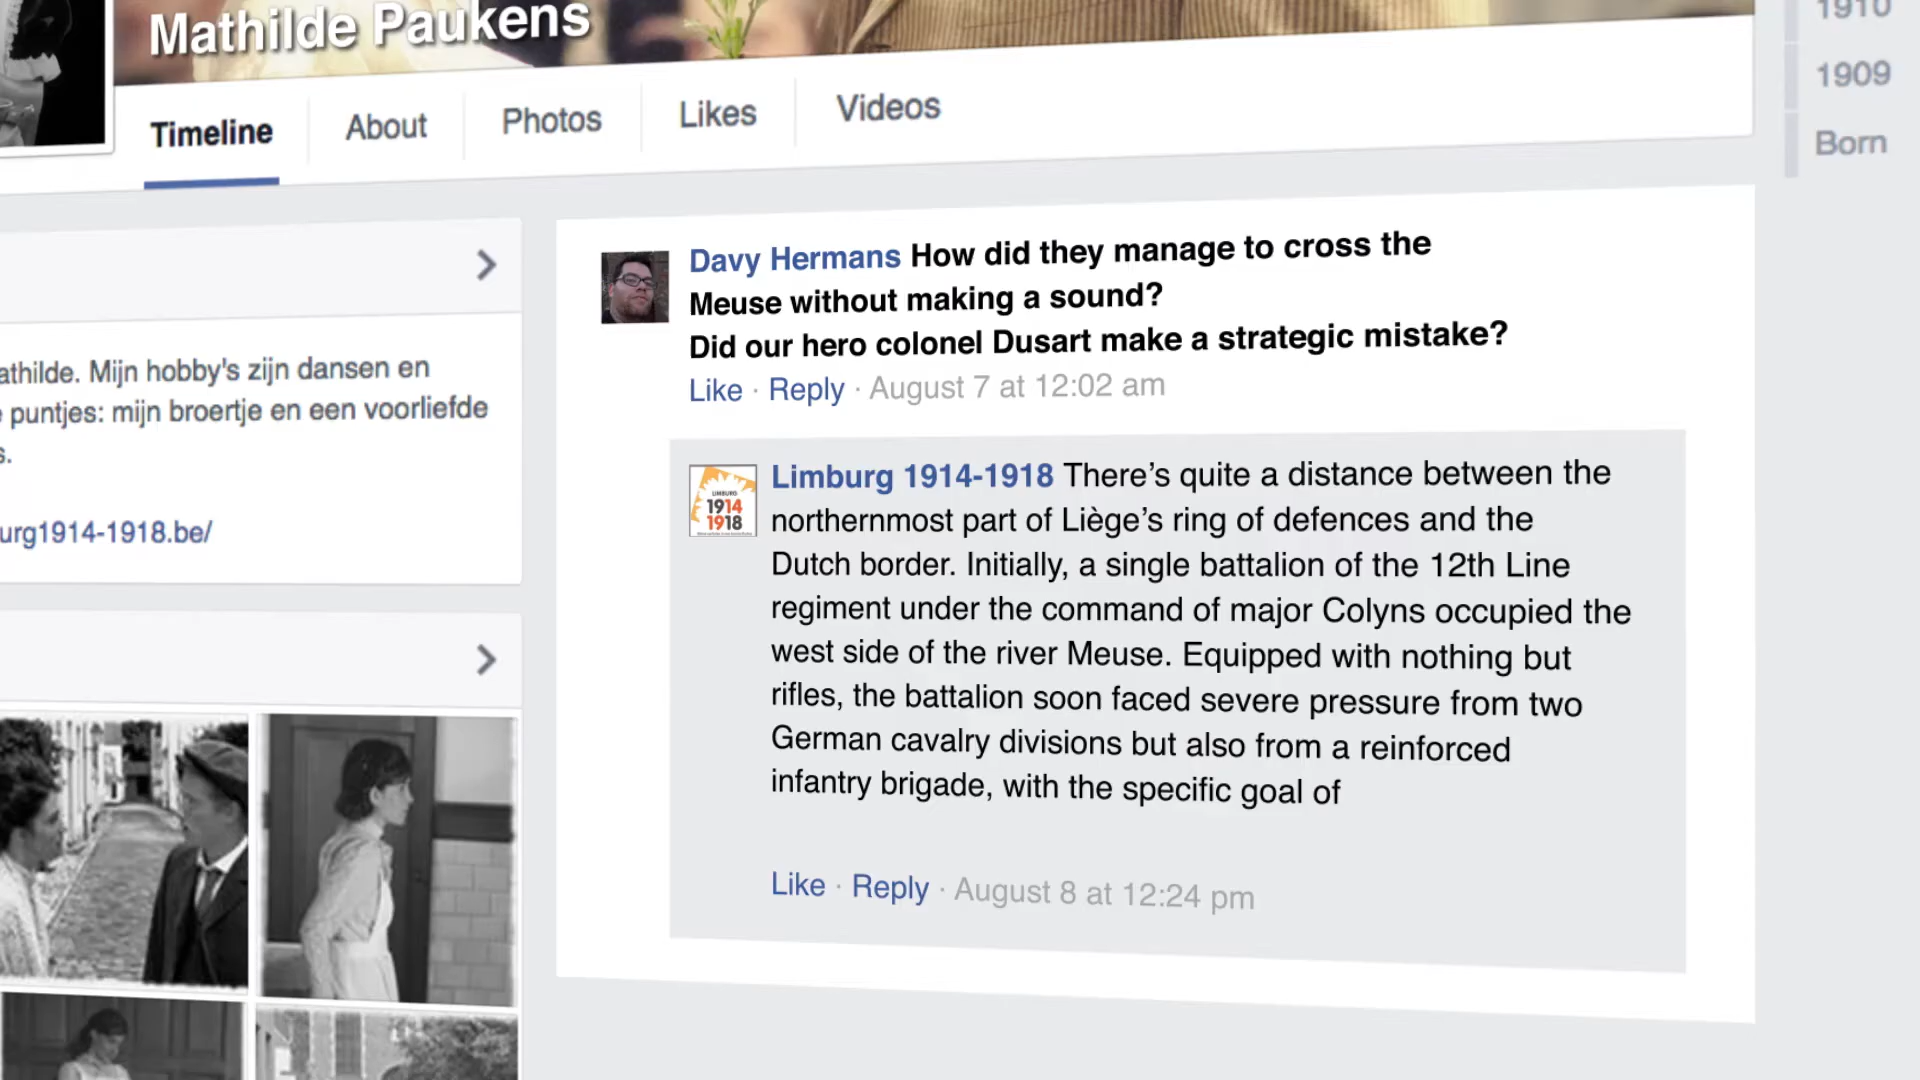 Mathilde Paukens
Timeline
About
Photos
Likes
Videos
1910
1909
Born
athilde. Mijn hobby's zijn dansen en
puntjes: mijn broertje en een voorliefde
s.
urg1914-1918.be/
Davy Hermans How did they manage to cross the
Meuse without making a sound?
Did our hero colonel Dusart make a strategic mistake?
Like · Reply · August 7 at 12:02 am
LIMBURG
1914
1918
Limburg 1914-1918 There’s quite a distance between the
northernmost part of Liège’s ring of defences and the
Dutch border. Initially, a single battalion of the 12th Line
regiment under the command of major Colyns occupied the
west side of the river Meuse. Equipped with nothing but
rifles, the battalion soon faced severe pressure from two
German cavalry divisions but also from a reinforced
infantry brigade, with the specific goal of
Like · Reply · August 8 at 12:24 pm